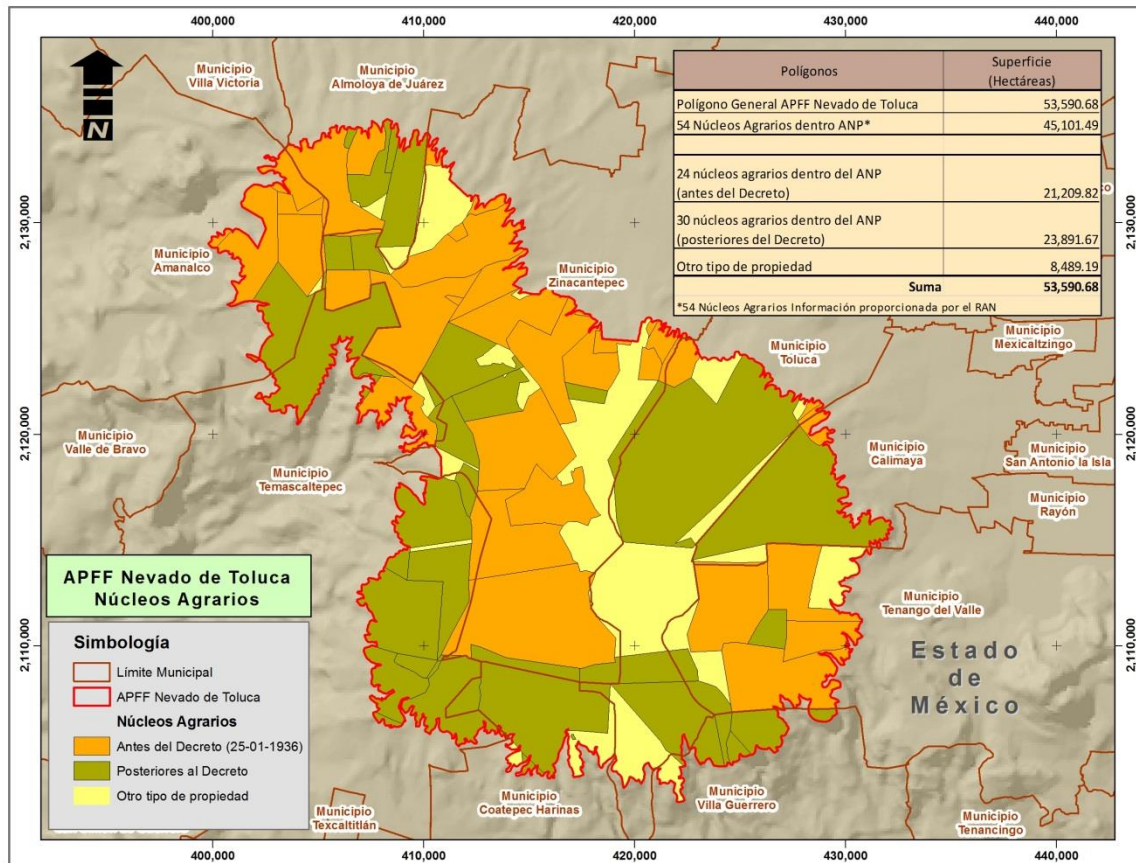 400,000
410,000
420,000
430,000
440,000
2,130,000
2,120,000
2,110,000
N
Municipio
Villa Victoria
Municipio
Almoloya de Juárez
Polígonos
Superficie
(Hectáreas)
Polígono General APFF Nevado de Toluca
53,590.68
54 Núcleos Agrarios dentro ANP*
45,101.49
24 núcleos agrarios dentro del ANP
(antes del Decreto)
21,209.82
30 núcleos agrarios dentro del ANP
(posteriores del Decreto)
23,891.67
Otro tipo de propiedad
8,489.19
Suma
53,590.68
*54 Núcleos Agrarios Información proporcionada por el RAN
Municipio
Amanalco
Municipio
Zinacantepec
Municipio
Toluca
Municipio
Mexicaltzingo
Municipio
Valle de Bravo
Municipio
Temascaltepec
Municipio
Calimaya
Municipio
San Antonio la Isla
Municipio
Rayón
Municipio
Tenango del Valle
Estado
de
México
APFF Nevado de Toluca
Núcleos Agrarios
Simbología
Límite Municipal
APFF Nevado de Toluca
Núcleos Agrarios
Antes del Decreto (25-01-1936)
Posteriores al Decreto
Otro tipo de propiedad
Municipio
Texcaltitlán
Municipio
Coatepec Harinas
Municipio
Villa Guerrero
Municipio
Tenancingo
2,130,000
2,120,000
2,110,000
400,000
410,000
420,000
430,000
440,000